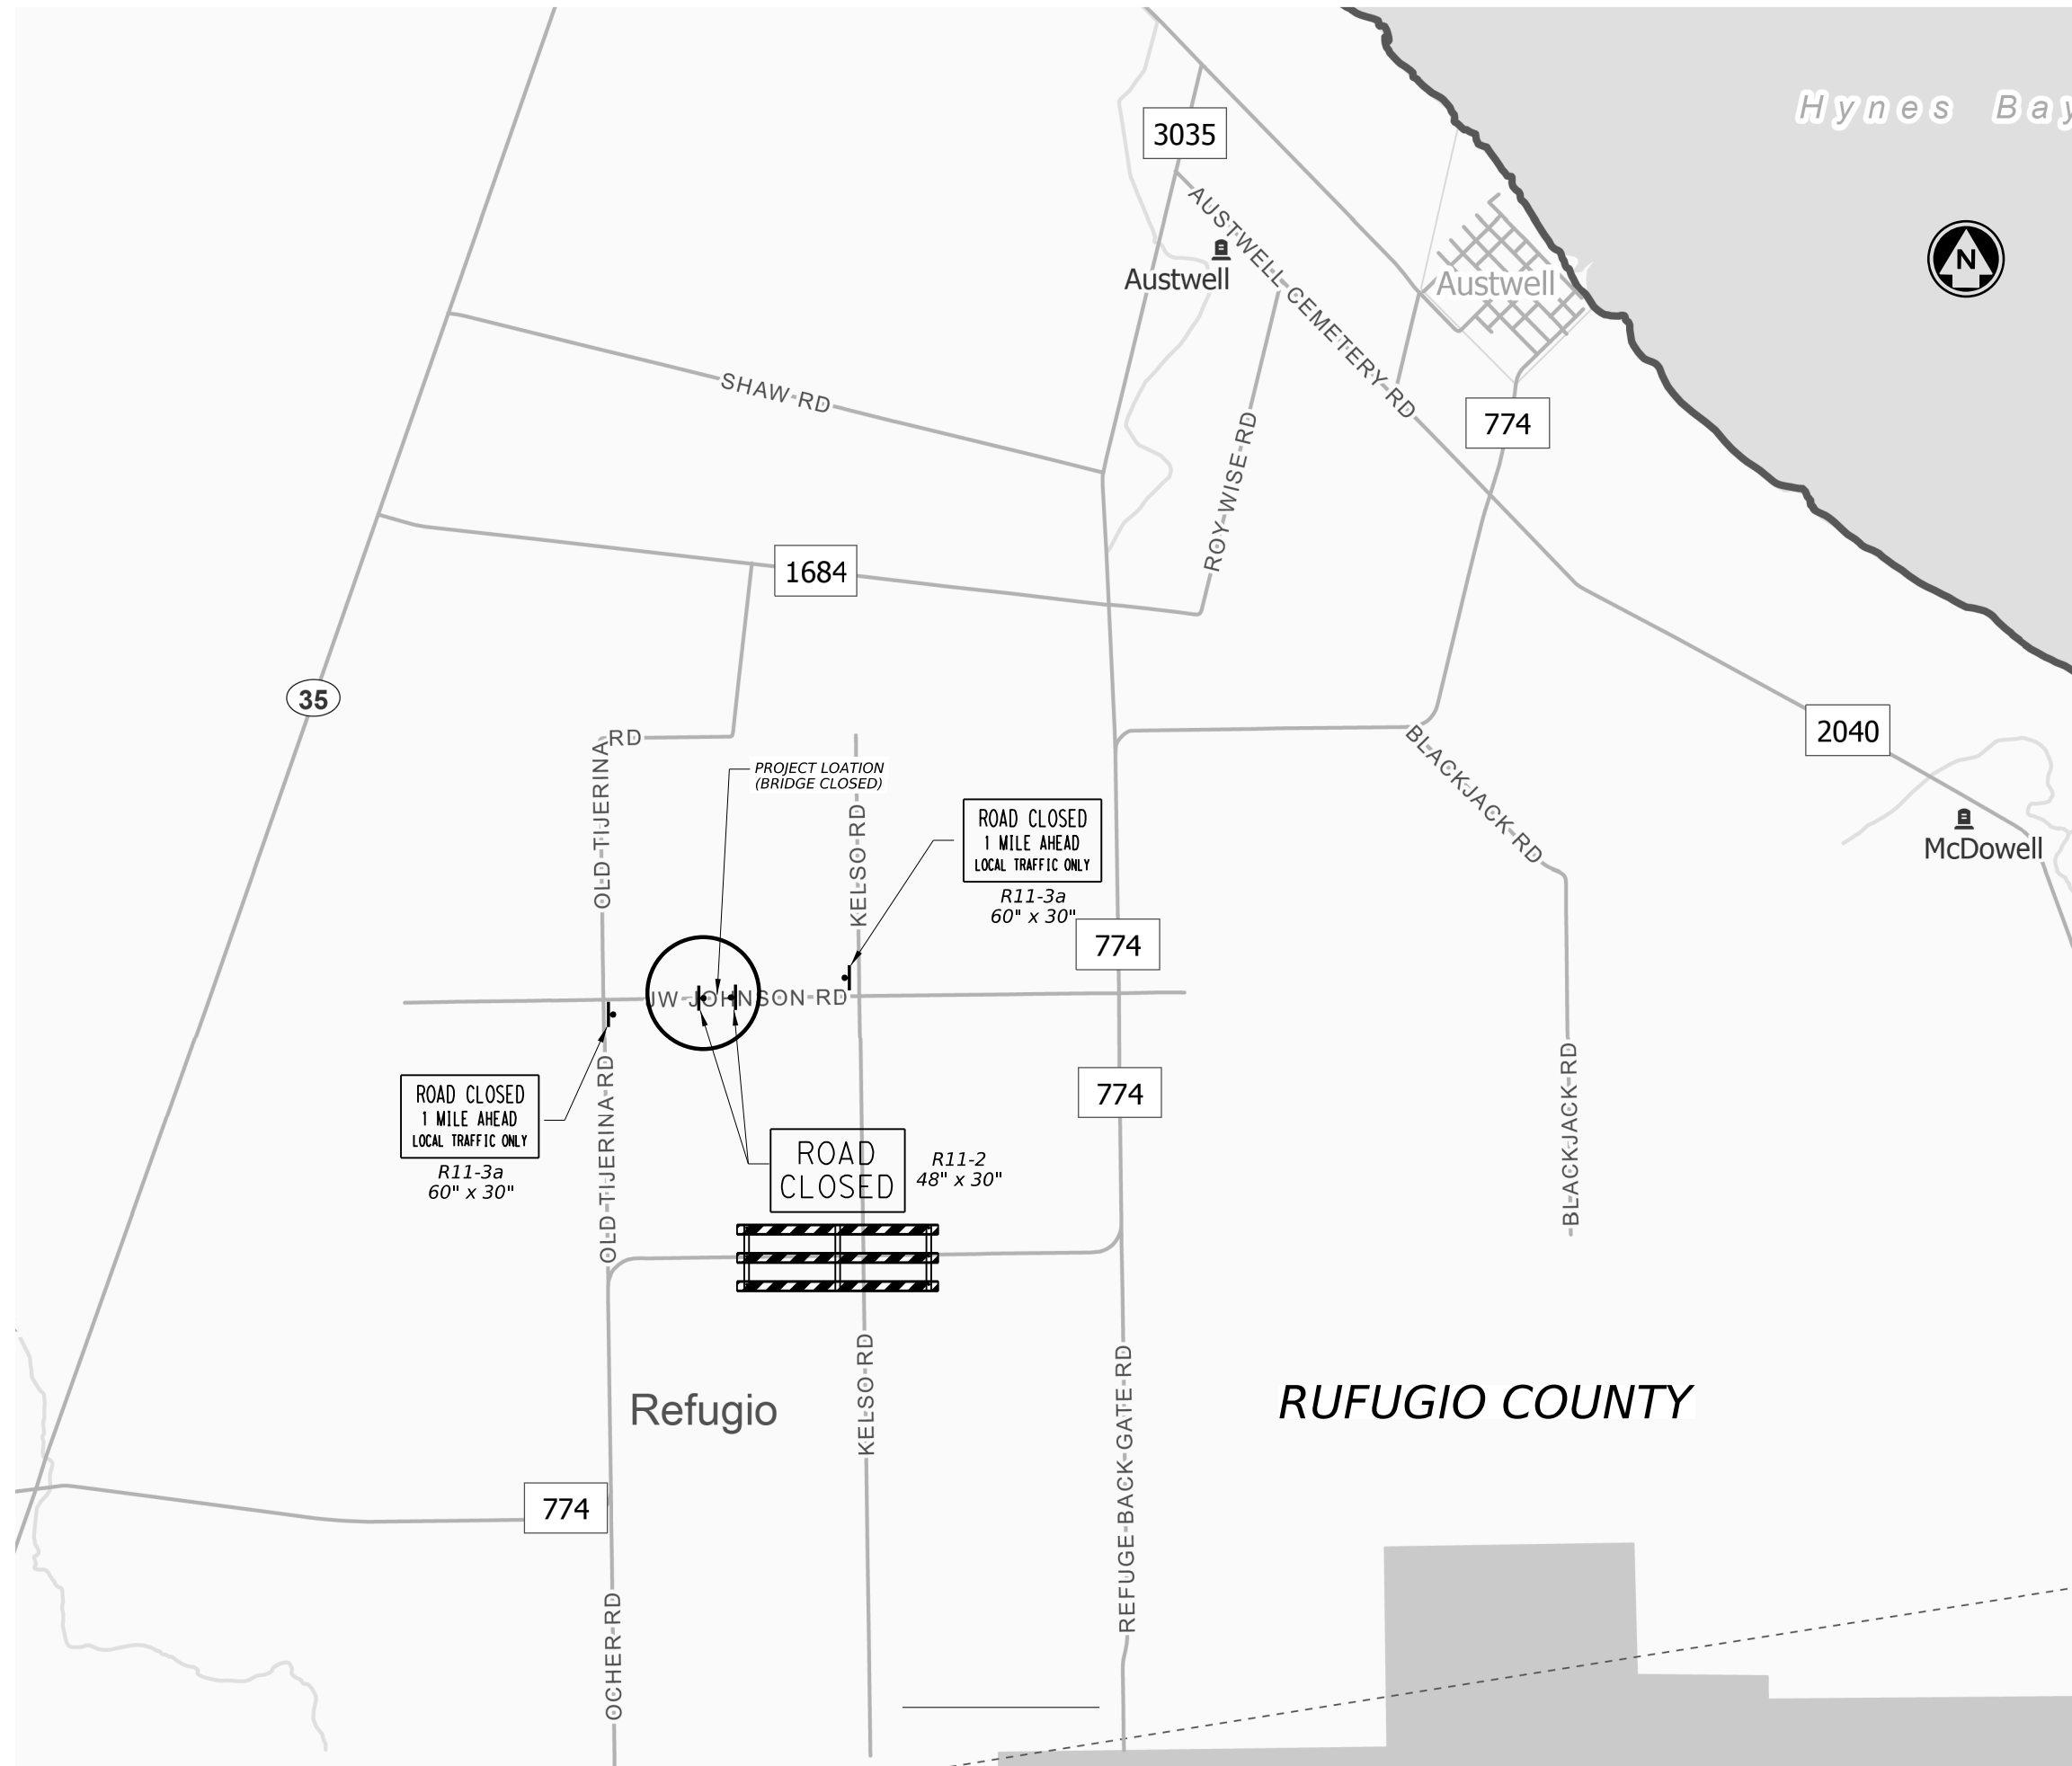 Hynes Bay
3035
AUSTWELL CEMETERY RD
Austwell
Austwell
N
SHAW RD
774
ROY WISE RD
1684
35
OLD TIJERINA RD
PROJECT LOATION
(BRIDGE CLOSED)
KELSO RD
BLACKJACK RD
2040
McDowell
ROAD CLOSED
1 MILE AHEAD
LOCAL TRAFFIC ONLY
R11-3a
60" x 30"
774
JW JOHNSON RD
OLD TIJERINA RD
774
BLACKJACK RD
ROAD CLOSED
1 MILE AHEAD
LOCAL TRAFFIC ONLY
R11-3a
60" x 30"
ROAD
CLOSED
R11-2
48" x 30"
KELSO RD
REFUGE BACK GATE RD
Refugio
RUFUGIO COUNTY
774
OCHER RD